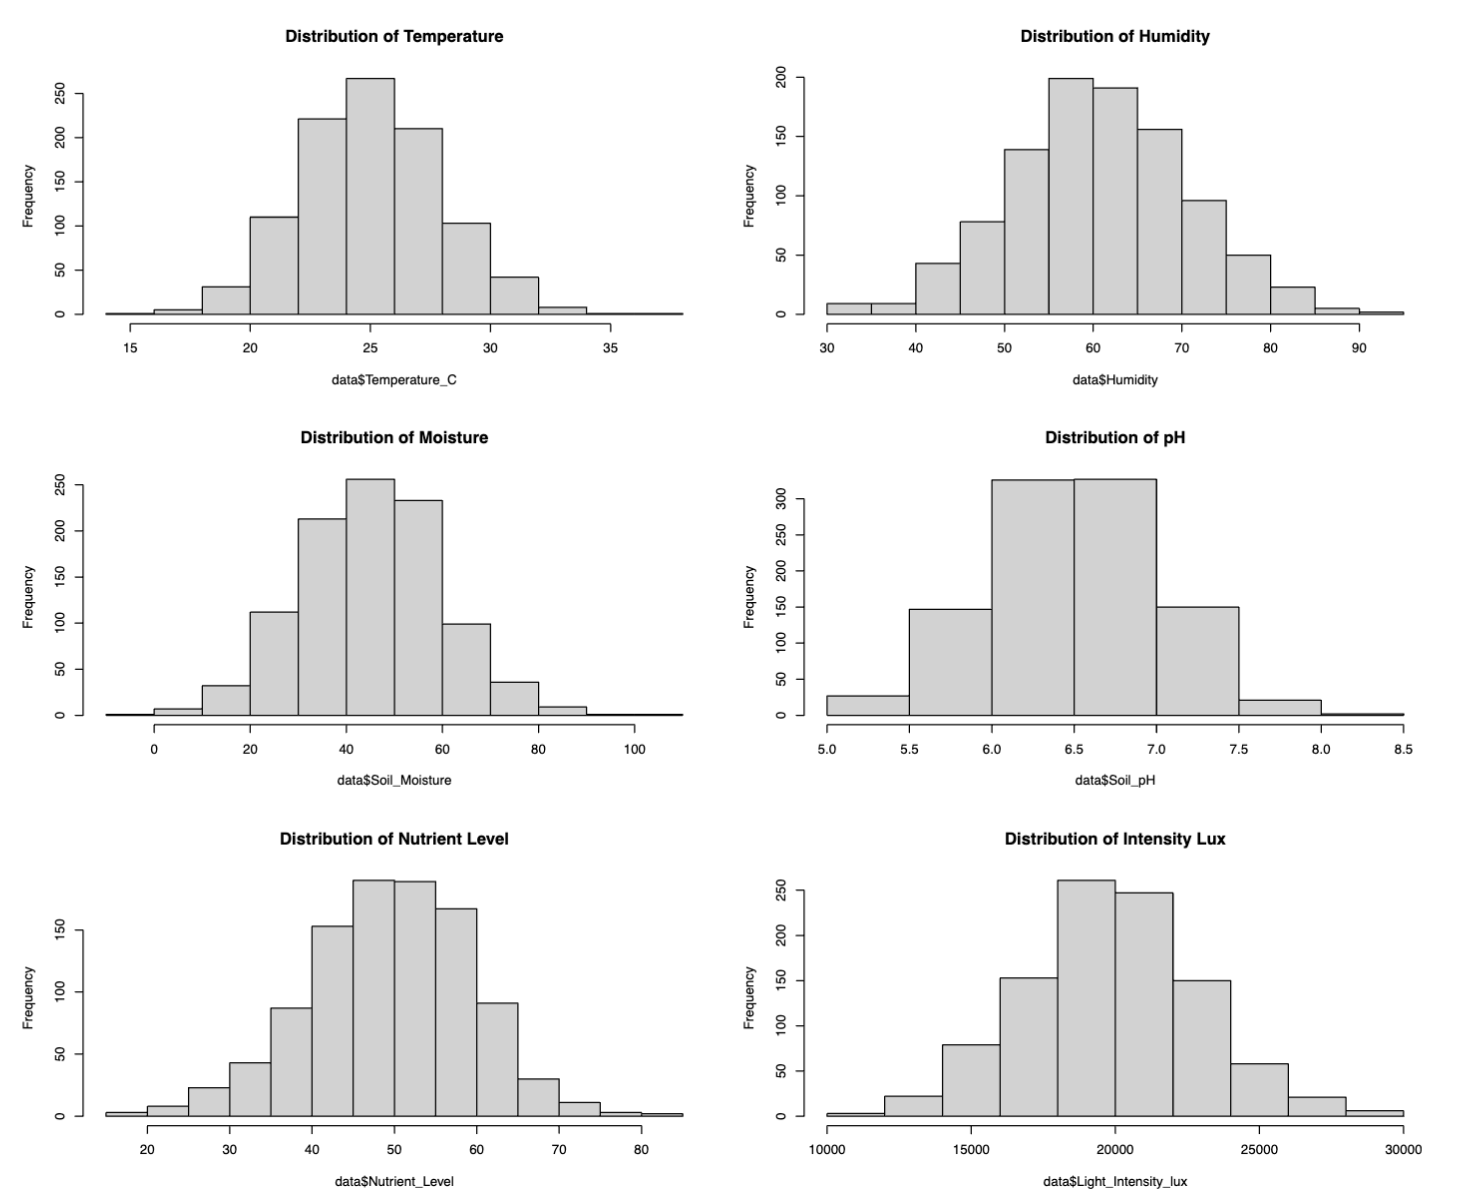 Distribution of Temperature
Frequency
0 50 100 150 200 250
15 20 25 30 35
data$Temperature_C
Distribution of Humidity
Frequency
0 50 100 150 200
30 40 50 60 70 80 90
data$Humidity
Distribution of Moisture
Frequency
0 50 100 150 200 250
0 20 40 60 80 100
data$Soil_Moisture
Distribution of pH
Frequency
0 50 100 150 200 250 300
5.0 5.5 6.0 6.5 7.0 7.5 8.0 8.5
data$Soil_pH
Distribution of Nutrient Level
Frequency
0 50 100 150
20 30 40 50 60 70 80
data$Nutrient_Level
Distribution of Intensity Lux
Frequency
0 50 100 150 200 250
10000 15000 20000 25000 30000
data$Light_Intensity_lux